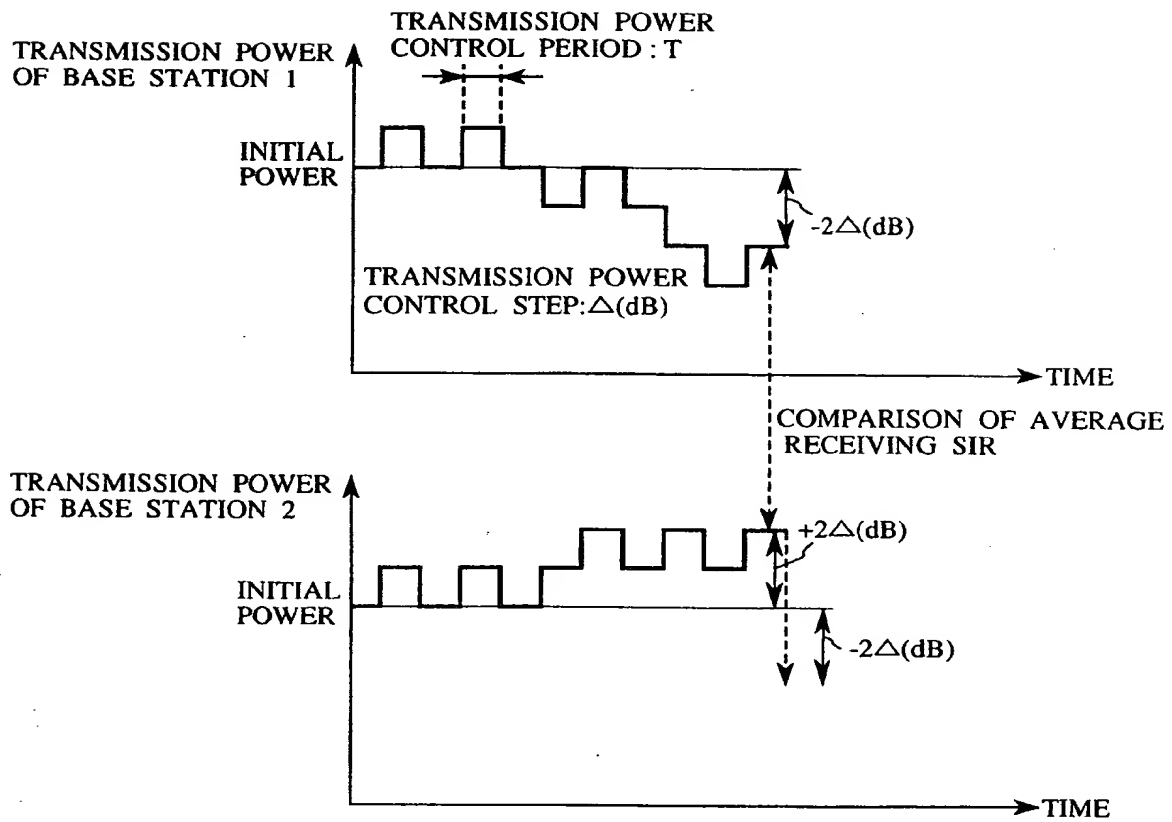 TRANSMISSION POWER
CONTROL PERIOD : T
TRANSMISSION POWER
OF BASE STATION 1
INITIAL
POWER
-2△(dB)
TRANSMISSION POWER
CONTROL STEP:△(dB)
TIME
COMPARISON OF AVERAGE
RECEIVING SIR
TRANSMISSION POWER
OF BASE STATION 2
+2△(dB)
INITIAL
POWER
-2△(dB)
TIME